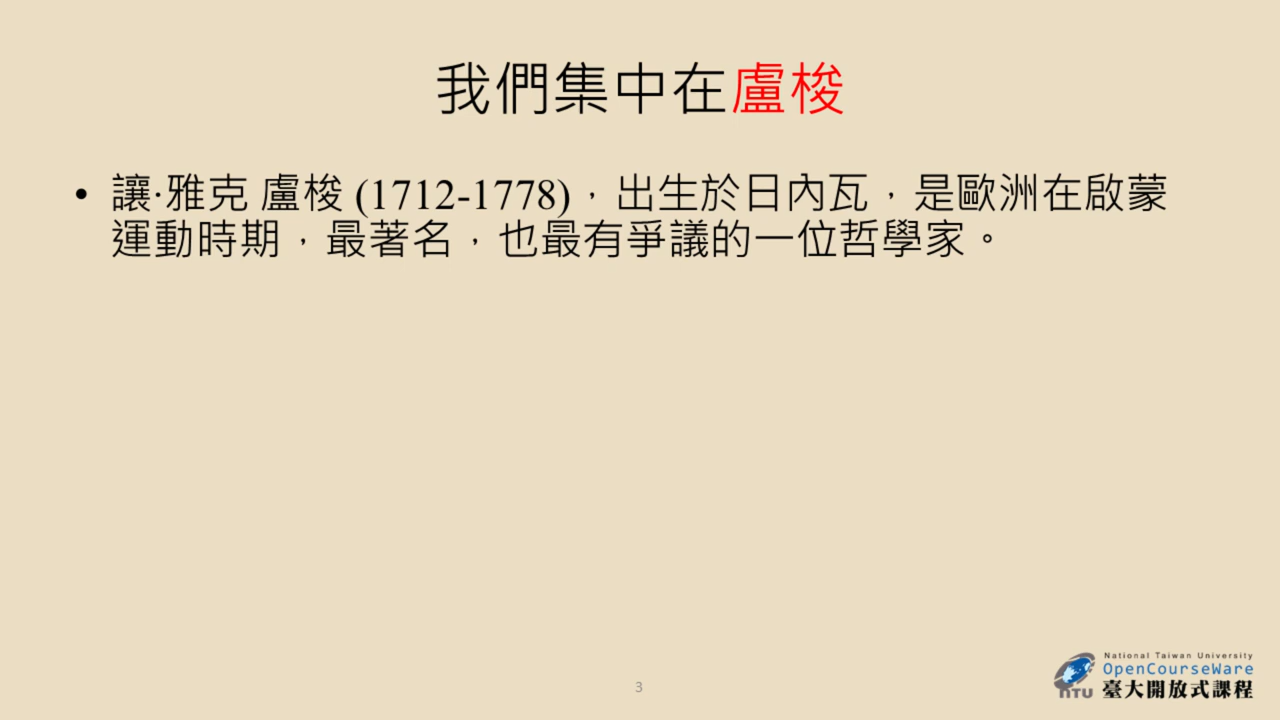 我們集中在盧梭
• 讓·雅克 盧梭 (1712-1778)，出生於日內瓦，是歐洲在啟蒙
運動時期，最著名，也最有爭議的一位哲學家。
3
National Taiwan University
OpenCourseWare
NTU 臺大開放式課程